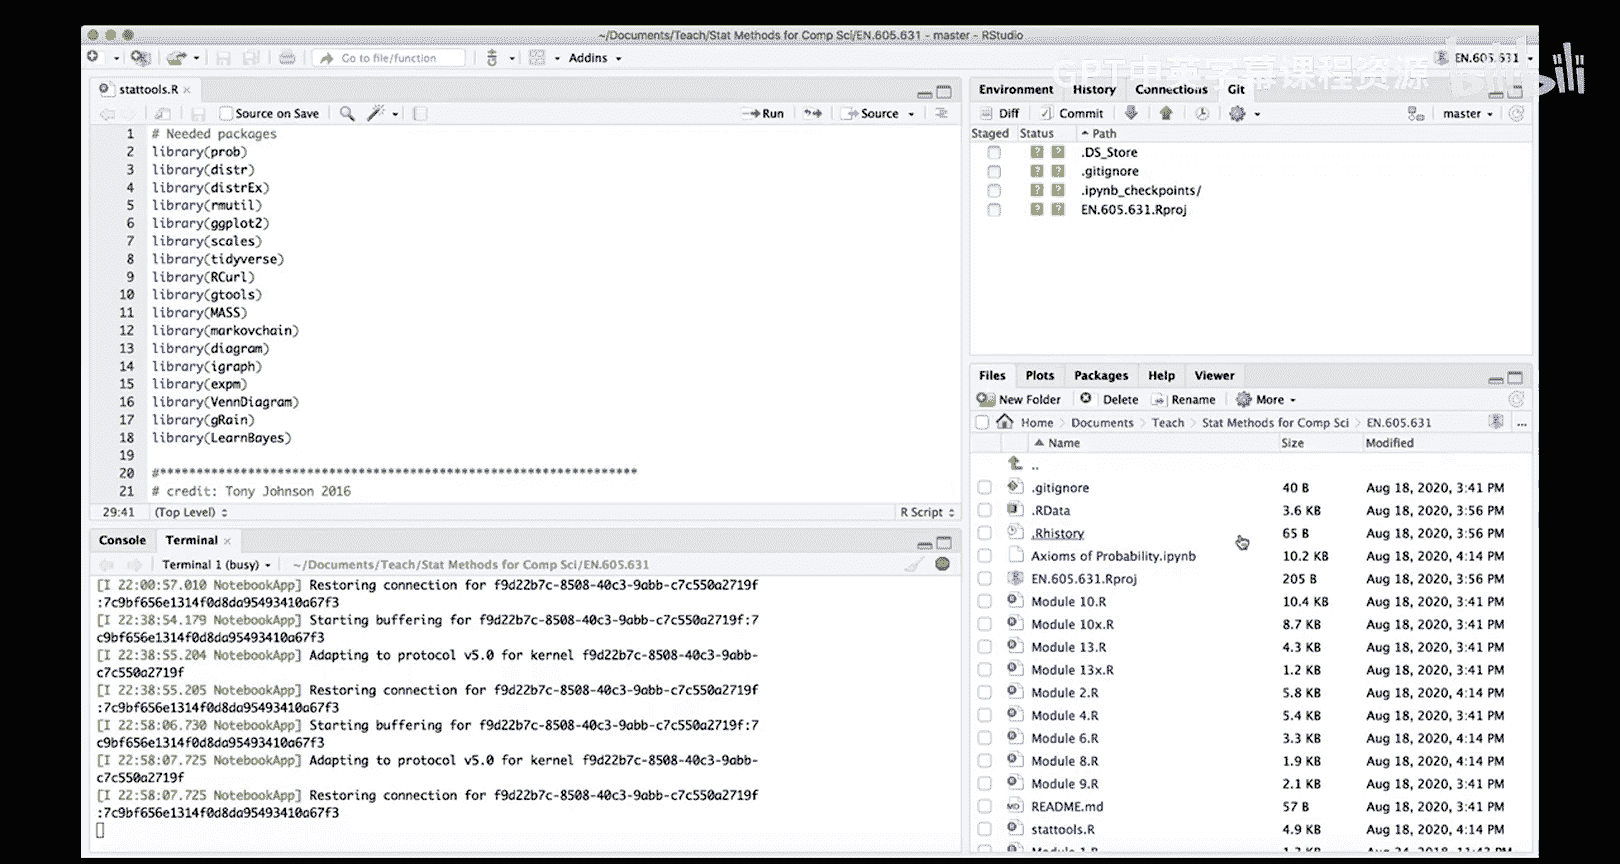 ~/Documents/Teach/Stat Methods for Comp Sci/EN.605.631 - master - RStudio
Go to file/function
Addins
EN.605.631
GPT中英字幕课程资源
bilibili
stattools.R
Source on Save
Run
Source
1 # Needed packages
2 library(prob)
3 library(distr)
4 library(distrEx)
5 library(rmutil)
6 library(ggplot2)
7 library(scales)
8 library(tidyverse)
9 library(RCurl)
10 library(gtools)
11 library(MASS)
12 library(markovchain)
13 library(diagram)
14 library(igraph)
15 library(expm)
16 library(VennDiagram)
17 library(gRain)
18 library(LearnBayes)
19
20 #******************************************************************
21 # credit: Tony Johnson 2016
29:41 (Top Level) R Script
Console Terminal
Terminal 1 (busy) ~/Documents/Teach/Stat Methods for Comp Sci/EN.605.631
[I 22:00:57.010 NotebookApp] Restoring connection for f9d22b7c-8508-40c3-9abb-c7c550a2719f
:7c9bf656e1314f0d8da95493410a67f3
[I 22:38:54.179 NotebookApp] Starting buffering for f9d22b7c-8508-40c3-9abb-c7c550a2719f:7
c9bf656e1314f0d8da95493410a67f3
[I 22:38:55.204 NotebookApp] Adapting to protocol v5.0 for kernel f9d22b7c-8508-40c3-9abb-
c7c550a2719f
[I 22:38:55.205 NotebookApp] Restoring connection for f9d22b7c-8508-40c3-9abb-c7c550a2719f
:7c9bf656e1314f0d8da95493410a67f3
[I 22:58:06.730 NotebookApp] Starting buffering for f9d22b7c-8508-40c3-9abb-c7c550a2719f:7
c9bf656e1314f0d8da95493410a67f3
[I 22:58:07.725 NotebookApp] Adapting to protocol v5.0 for kernel f9d22b7c-8508-40c3-9abb-
c7c550a2719f
[I 22:58:07.725 NotebookApp] Restoring connection for f9d22b7c-8508-40c3-9abb-c7c550a2719f
:7c9bf656e1314f0d8da95493410a67f3
Environment History Connections Git
Diff Commit master
Staged Status Path
? ? .DS_Store
? ? .gitignore
? ? .ipynb_checkpoints/
? ? EN.605.631.Rproj
Files Plots Packages Help Viewer
New Folder Delete Rename More
Home Documents Teach Stat Methods for Comp Sci EN.605.631 ...
Name Size Modified
..
.gitignore 40 B Aug 18, 2020, 3:41 PM
.RData 3.6 KB Aug 18, 2020, 3:56 PM
.Rhistory 65 B Aug 18, 2020, 3:56 PM
Axioms of Probability.ipynb 10.2 KB Aug 18, 2020, 4:14 PM
EN.605.631.Rproj 205 B Aug 18, 2020, 3:56 PM
Module 10.R 10.4 KB Aug 18, 2020, 3:41 PM
Module 10x.R 8.7 KB Aug 18, 2020, 3:41 PM
Module 13.R 4.3 KB Aug 18, 2020, 3:41 PM
Module 13x.R 1.2 KB Aug 18, 2020, 3:41 PM
Module 2.R 5.8 KB Aug 18, 2020, 4:14 PM
Module 4.R 5.4 KB Aug 18, 2020, 3:41 PM
Module 6.R 3.3 KB Aug 18, 2020, 4:14 PM
Module 8.R 1.9 KB Aug 18, 2020, 4:14 PM
Module 9.R 2.1 KB Aug 18, 2020, 3:41 PM
MD README.md 57 B Aug 18, 2020, 3:41 PM
stattools.R 4.9 KB Aug 18, 2020, 4:14 PM